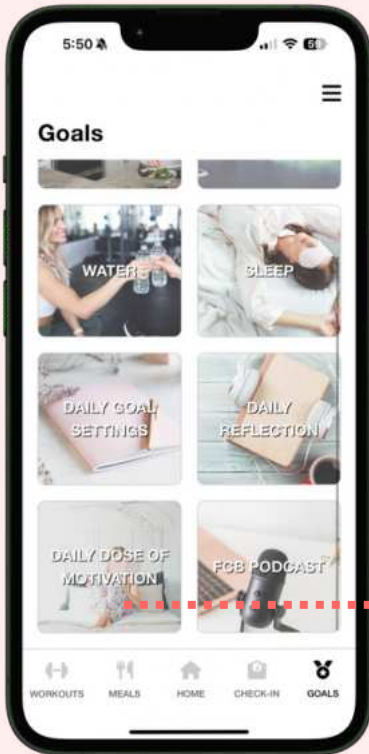 5:50
59
Goals
WATER
SLEEP
DAILY GOAL
SETTINGS
DAILY
REFLECTION
DAILY DOSE OF
MOTIVATION
FCB PODCAST
WORKOUTS
MEALS
HOME
CHECK-IN
GOALS